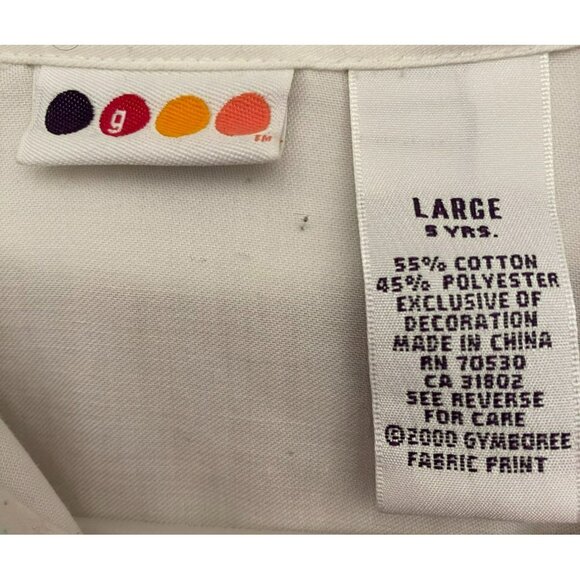 g
LARGE
5 YRS.
55% COTTON
45% POLYESTER
EXCLUSIVE OF
DECORATION
MADE IN CHINA
RN 70530
CA 31802
SEE REVERSE
FOR CARE
©2000 GYMBOREE
FABRIC PRINT